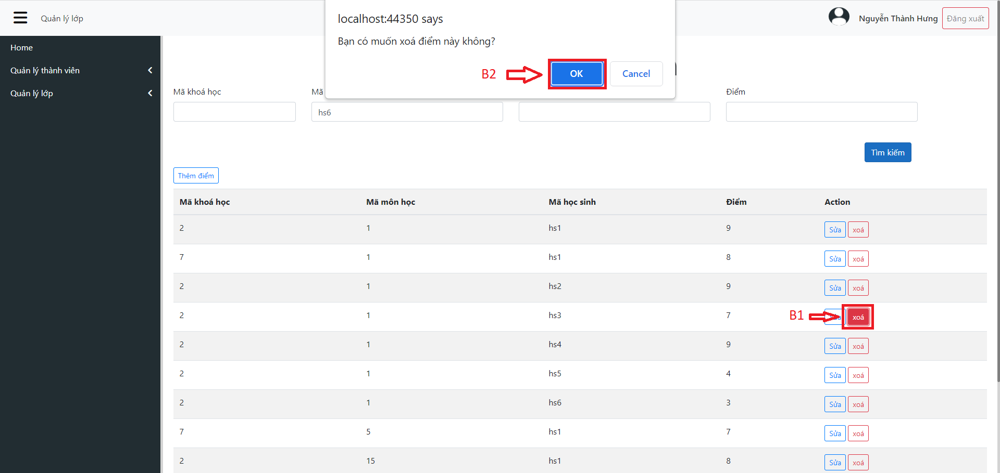 Quản lý lớp
localhost:44350 says
Nguyễn Thành Hưng Đăng xuất
Bạn có muốn xoá điểm này không?
B2 OK Cancel
Home
Quản lý thành viên
Quản lý lớp
Mã khoá học Mã Điểm
hs6
Tìm kiếm
Thêm điểm
Mã khoá học Mã môn học Mã học sinh Điểm Action
2 1 hs1 9 Sửa xoá
7 1 hs1 8 Sửa xoá
2 1 hs2 9 Sửa xoá
2 1 hs3 7 B1 xoá
2 1 hs4 9 Sửa xoá
2 1 hs5 4 Sửa xoá
2 1 hs6 3 Sửa xoá
7 5 hs1 7 Sửa xoá
2 15 hs1 8 Sửa xoá